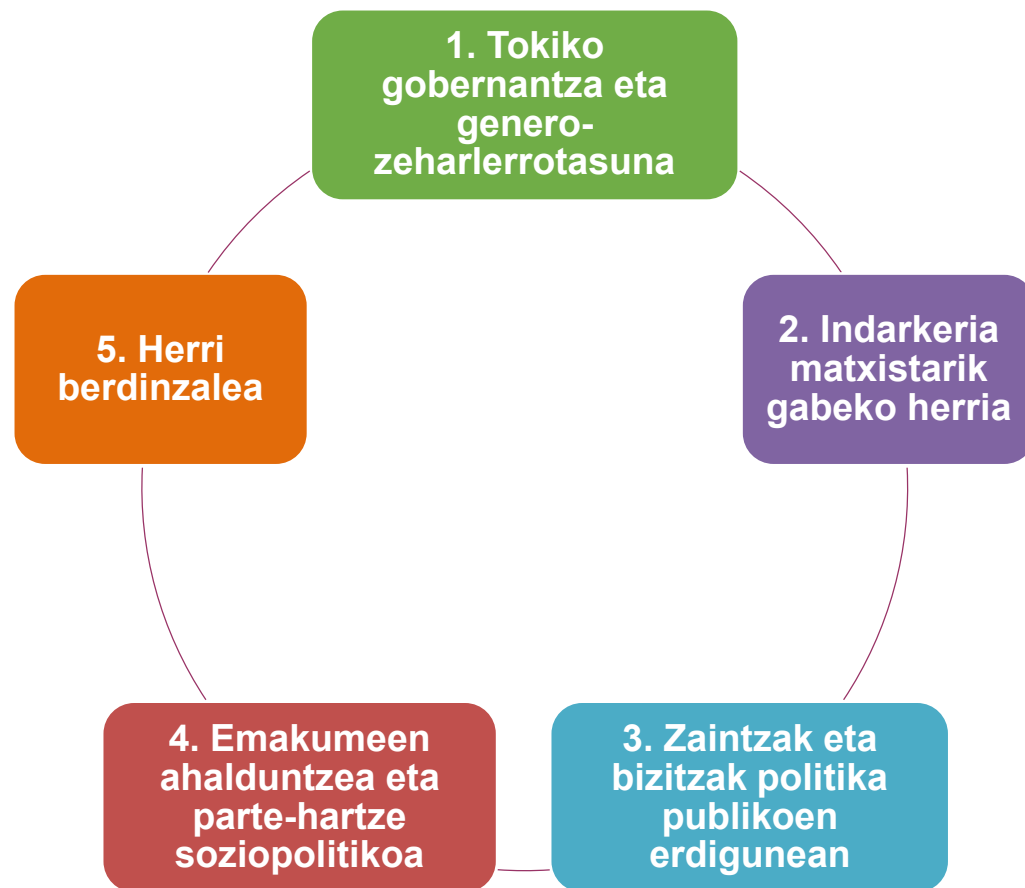 1. Tokiko
gobernantza eta
genero-
zeharlerrotasuna
2. Indarkeria
matxistarik
gabeko herria
3. Zaintzak eta
bizitzak politika
publikoen
erdigunean
4. Emakumeen
ahalduntzea eta
parte-hartze
soziopolitikoa
5. Herri
berdinzalea